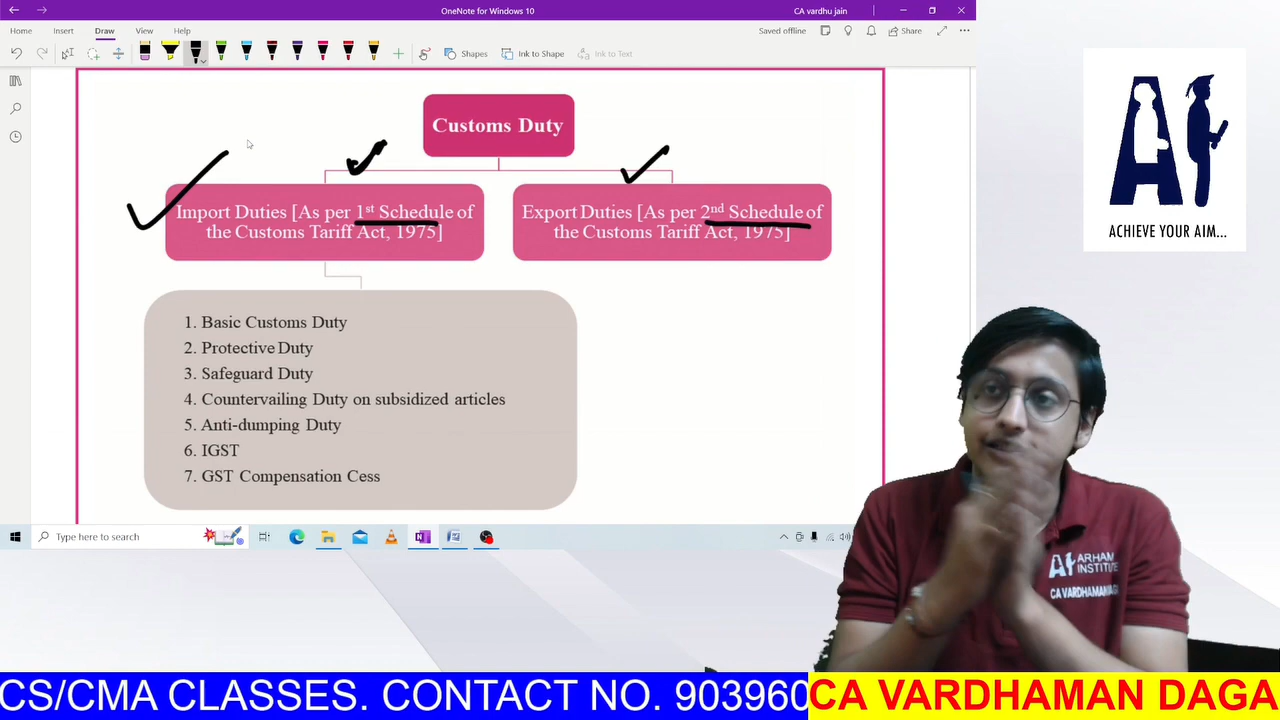 OneNote for Windows 10
CA vardhu jain
Home
Insert
Draw
View
Help
Saved offline
Share
Shapes
Ink to Shape
Ink to Text
Customs Duty
Import Duties [As per 1st Schedule of
the Customs Tariff Act, 1975]
Export Duties [As per 2nd Schedule of
the Customs Tariff Act, 1975]
1. Basic Customs Duty
2. Protective Duty
3. Safeguard Duty
4. Countervailing Duty on subsidized articles
5. Anti-dumping Duty
6. IGST
7. GST Compensation Cess
Type here to search
ACHIEVE YOUR AIM...
ARHAM
INSTITUTE
CA VARDHAMAN
CS/CMA CLASSES. CONTACT NO. 903960
CA VARDHAMAN DAGA